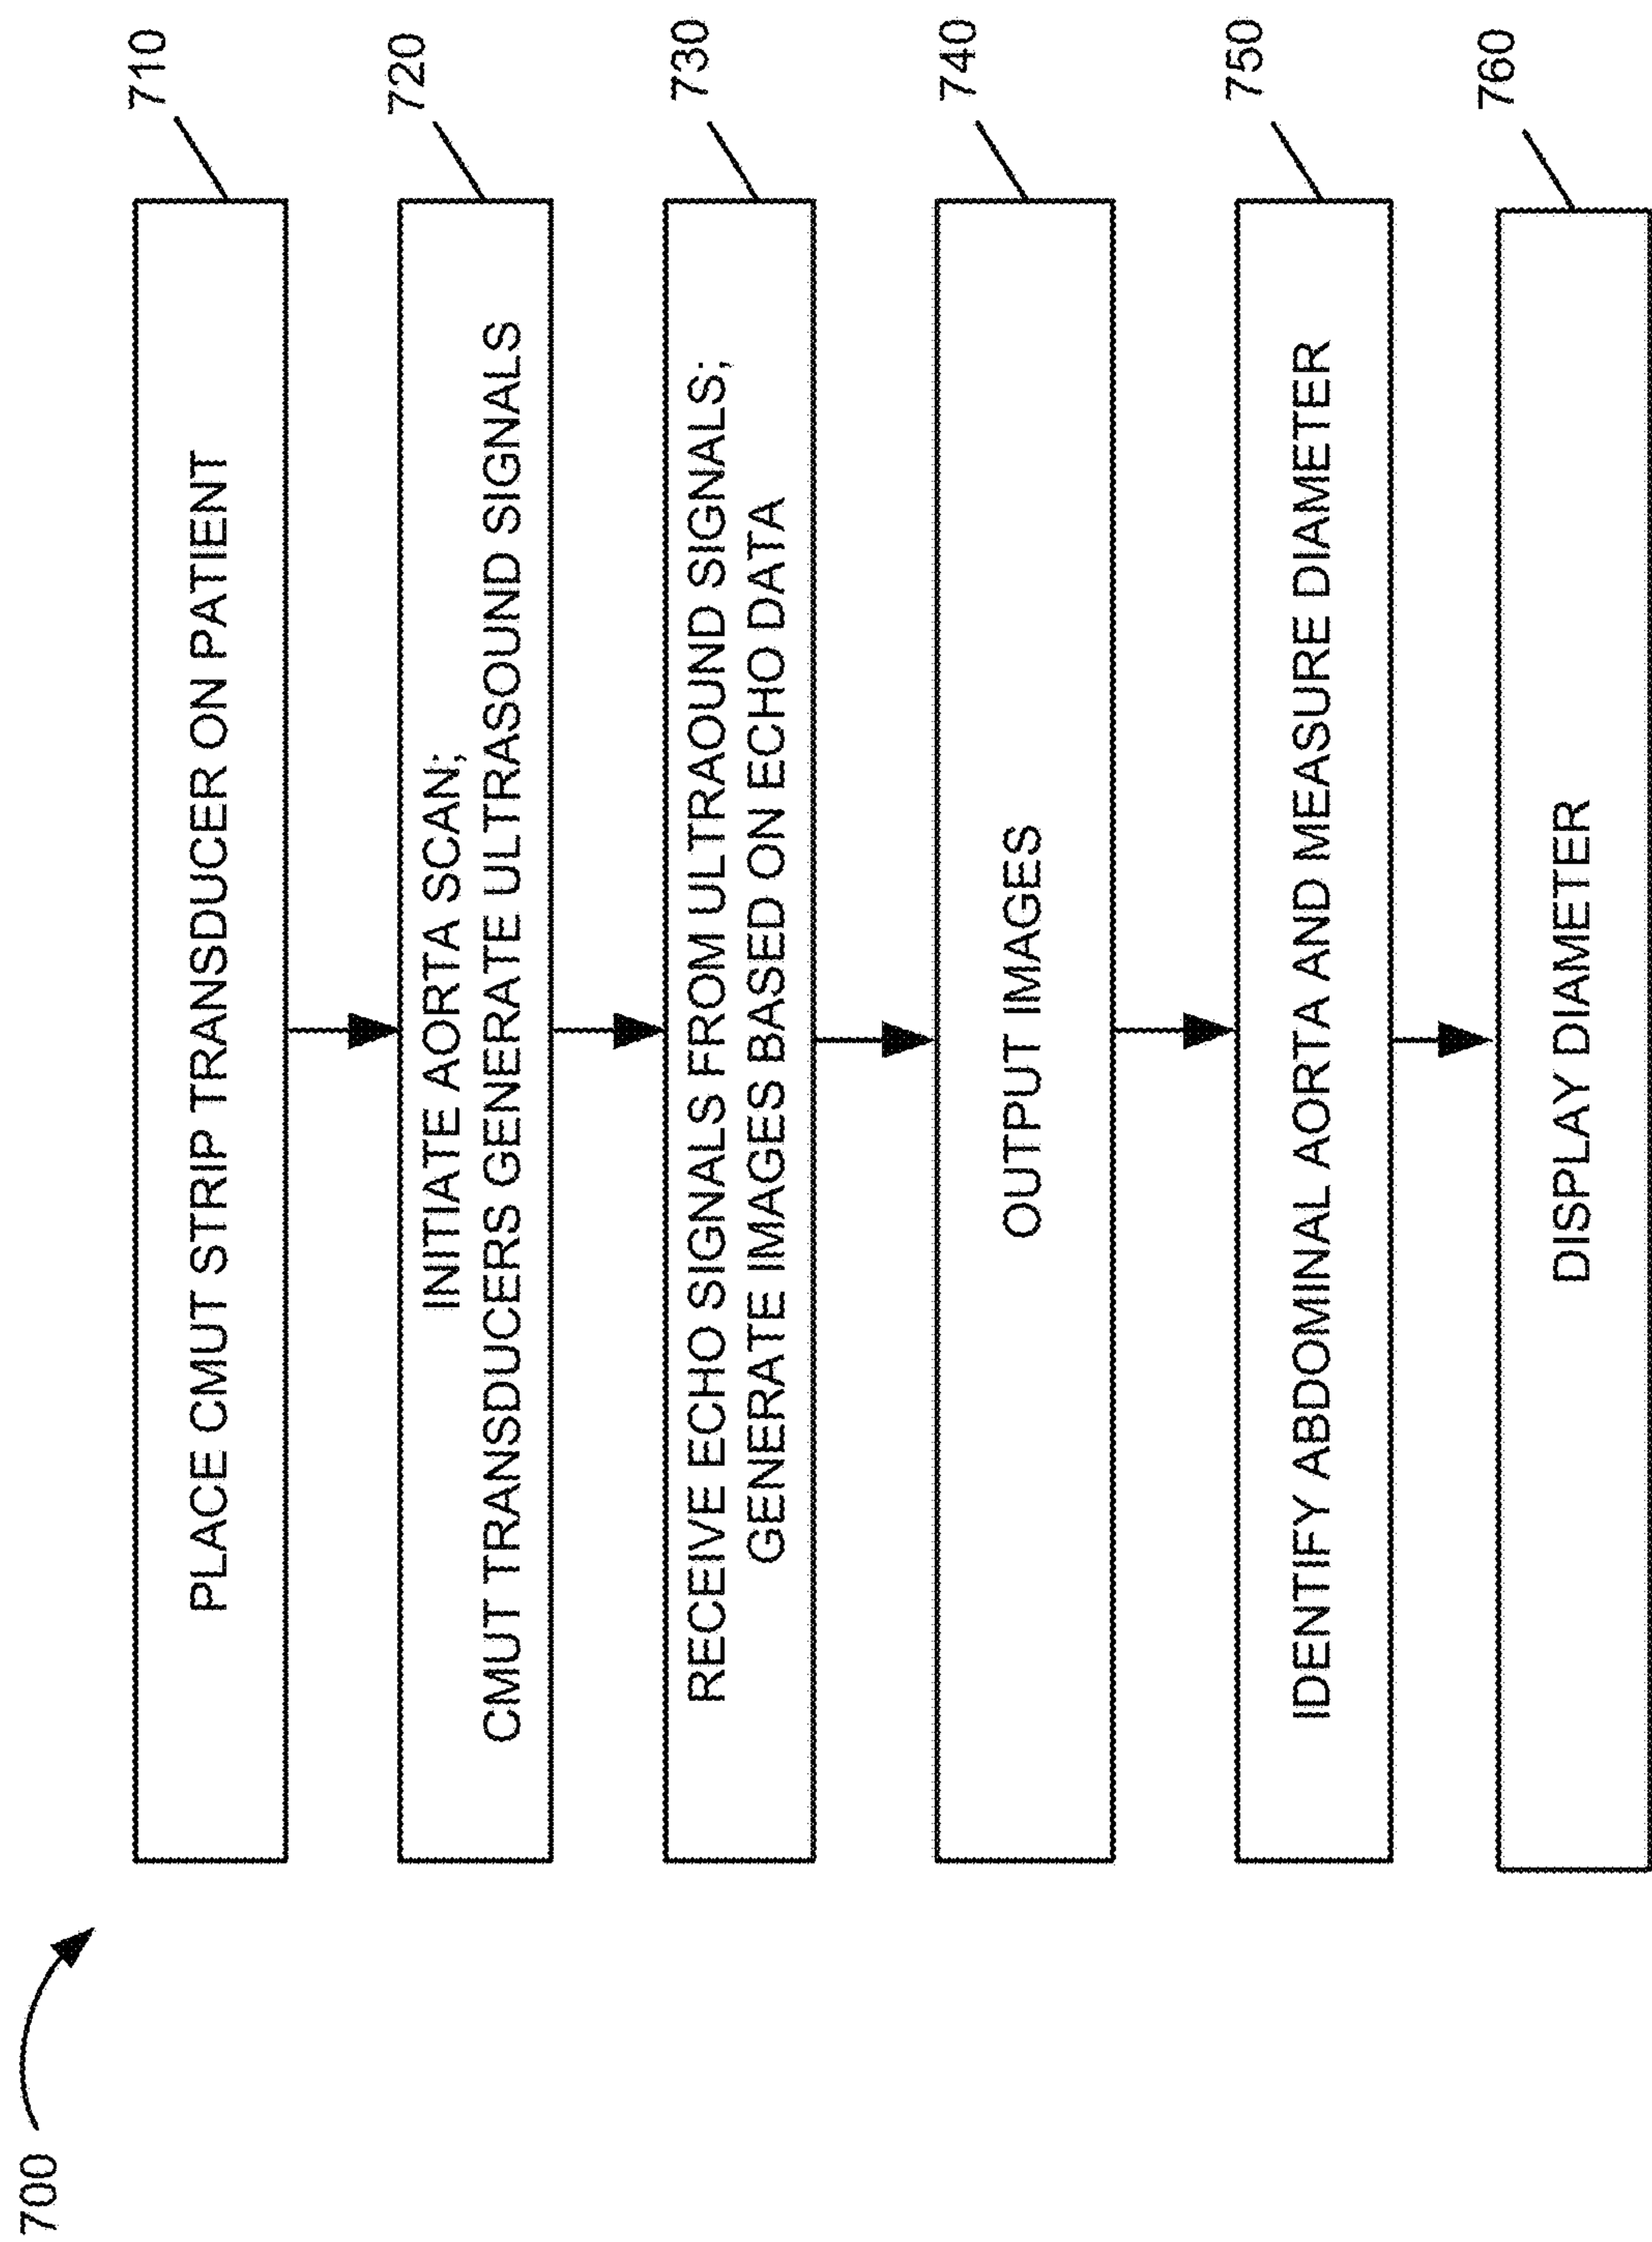 700
PLACE CMUT STRIP TRANSDUCER ON PATIENT
710
INITIATE AORTA SCAN;
CMUT TRANSDUCERS GENERATE ULTRASOUND SIGNALS
720
RECEIVE ECHO SIGNALS FROM ULTRAOUND SIGNALS;
GENERATE IMAGES BASED ON ECHO DATA
730
OUTPUT IMAGES
740
IDENTIFY ABDOMINAL AORTA AND MEASURE DIAMETER
750
DISPLAY DIAMETER
760